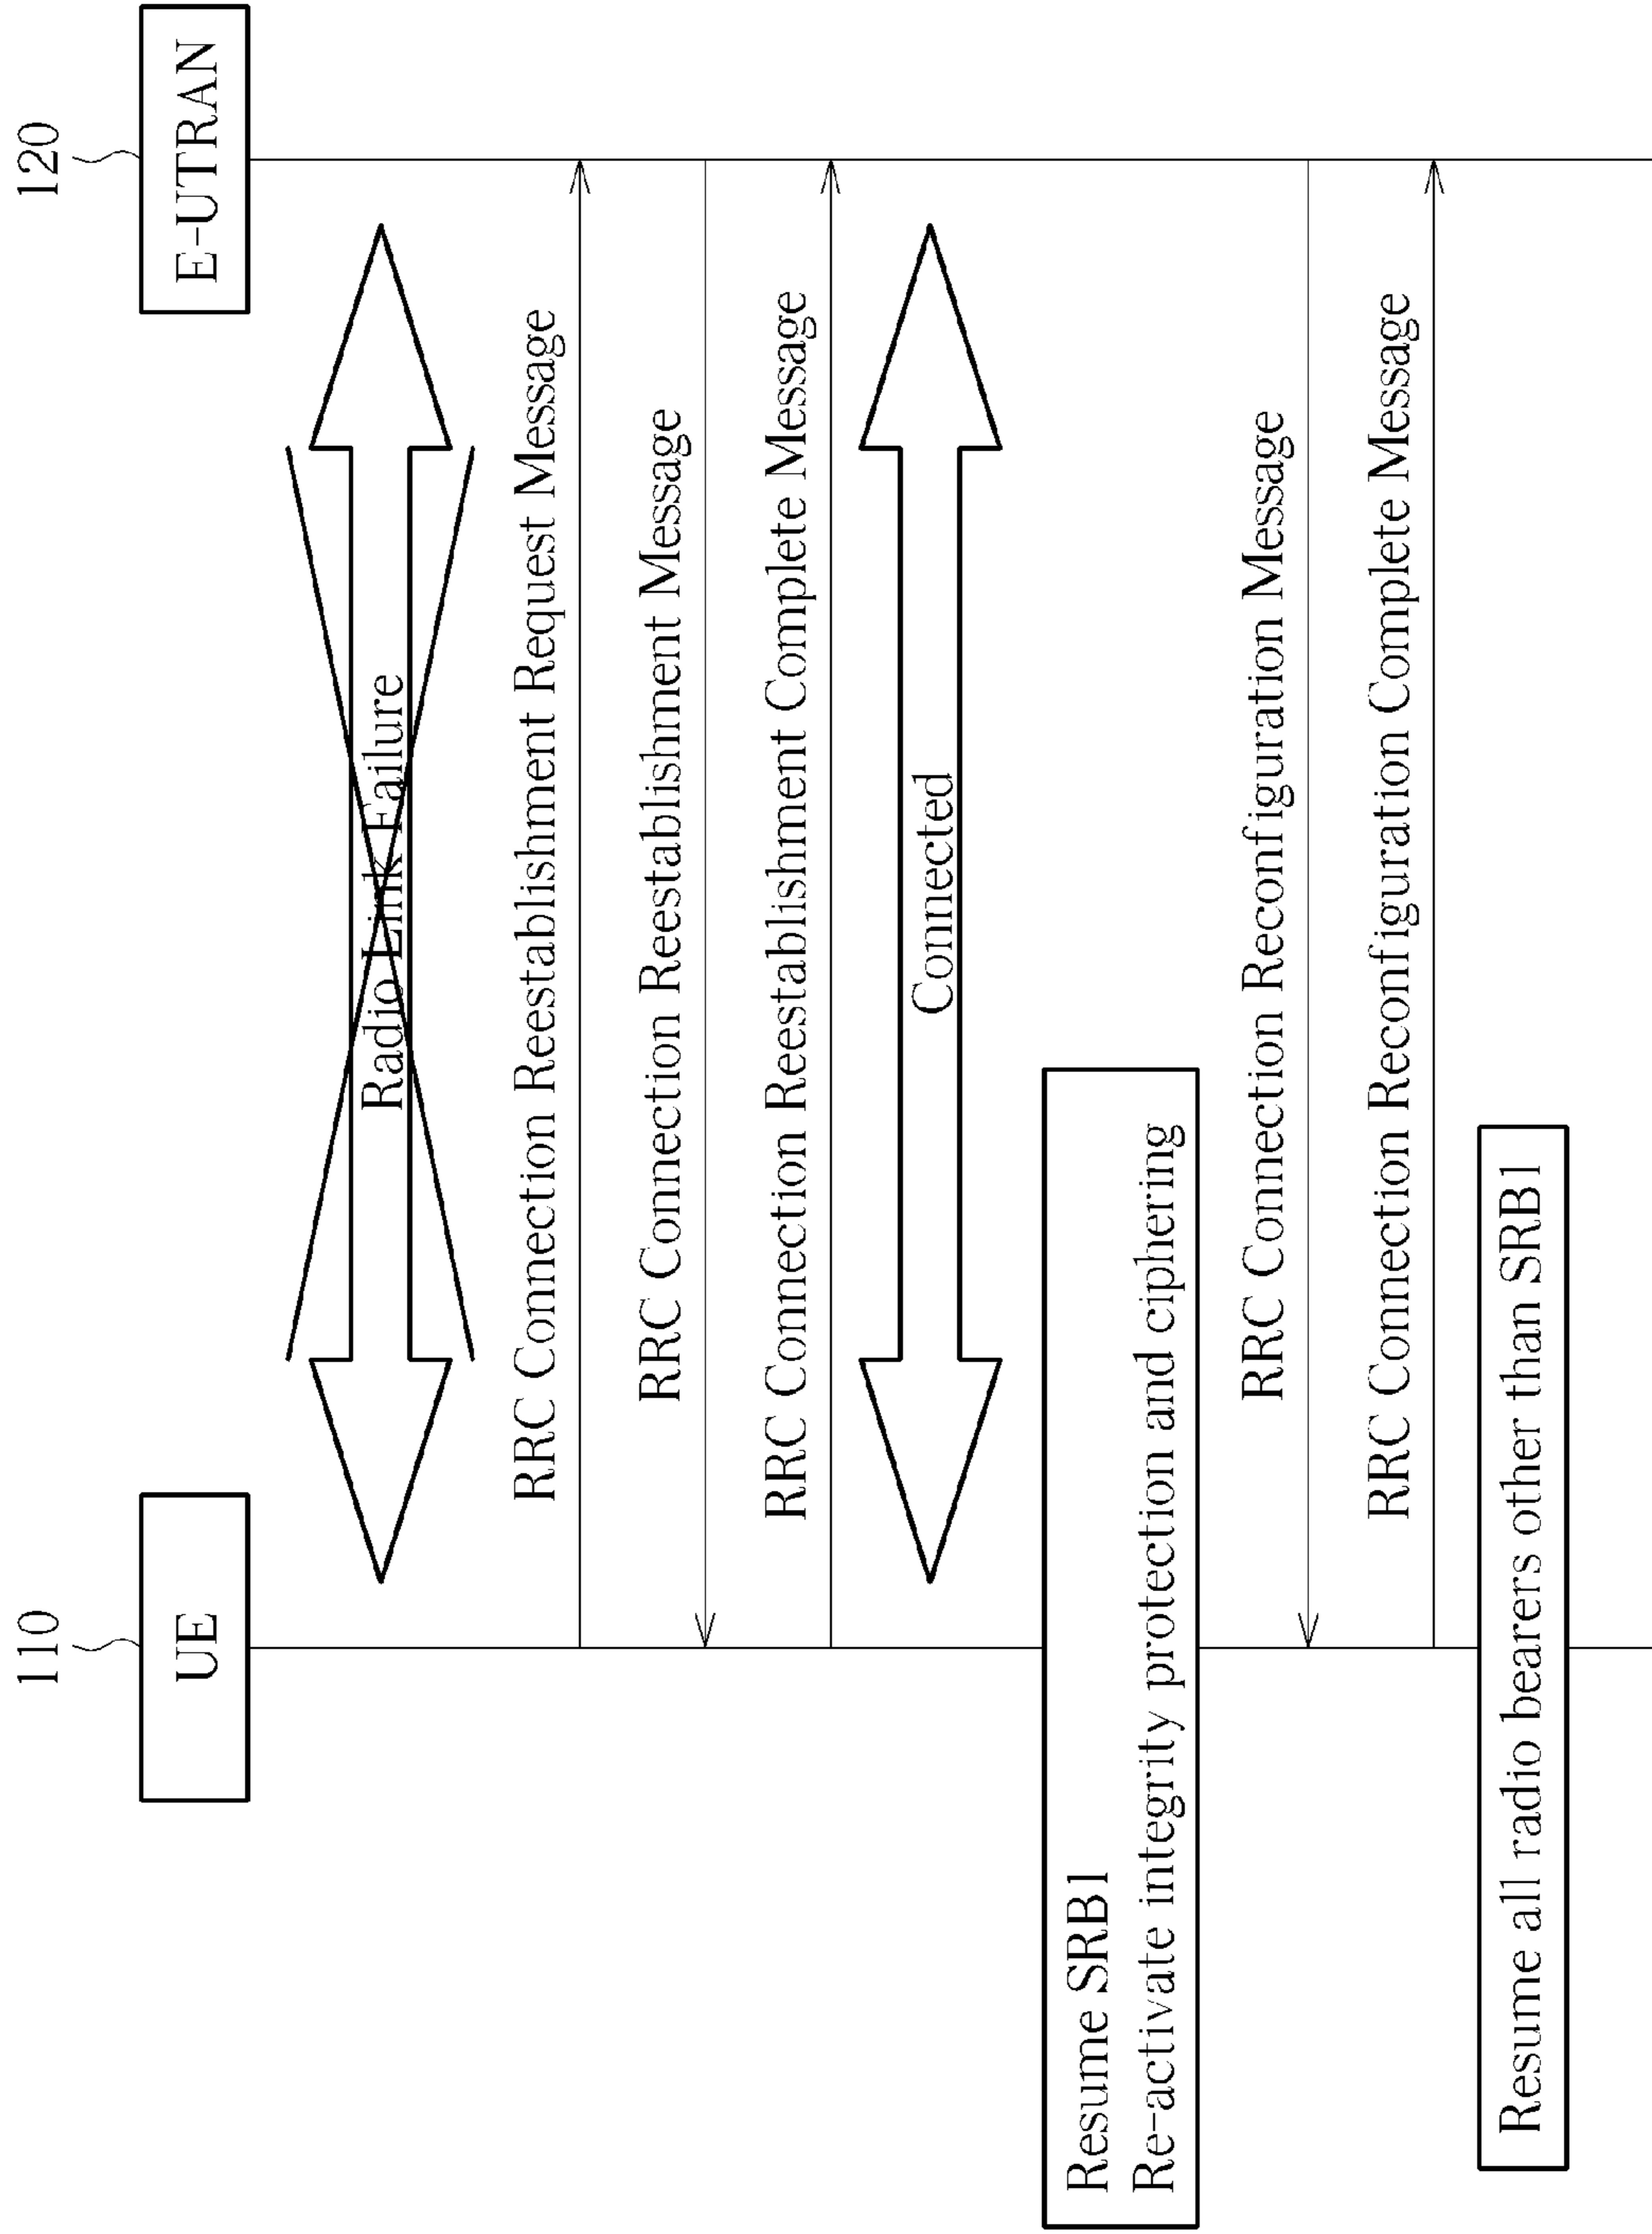 110
120
UE
E-UTRAN
Radio Link Failure
RRC Connection Reestablishment Request Message
RRC Connection Reestablishment Message
RRC Connection Reestablishment Complete Message
Connected
Resume SRB1
Re-activate integrity protection and ciphering
RRC Connection Reconfiguration Message
RRC Connection Reconfiguration Complete Message
Resume all radio bearers other than SRB1